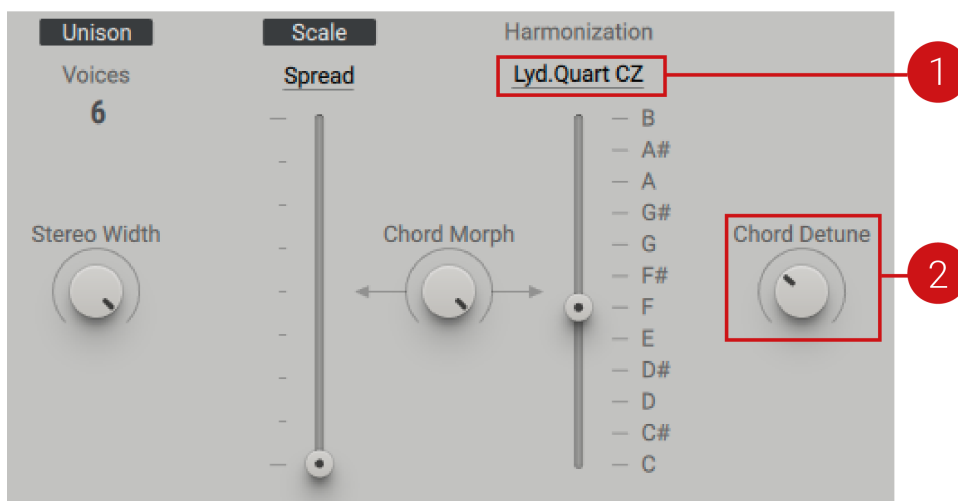 Unison
Scale
Harmonization
Voices
Spread
Lyd.Quart CZ
1
6
B
A#
A
G#
Stereo Width
Chord Morph
G
Chord Detune
F#
2
F
E
D#
D
C#
C